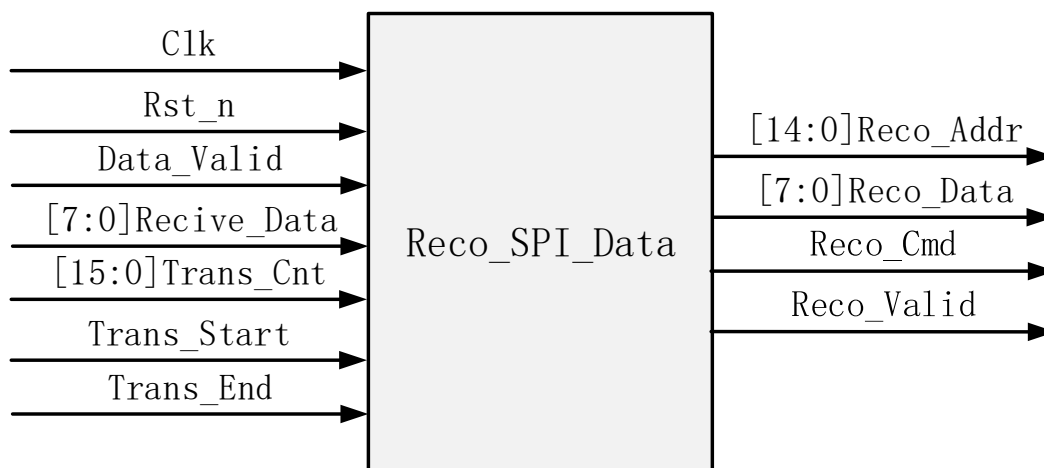 Clk
Rst_n
Data_Valid
[7:0]Recive_Data
[15:0]Trans_Cnt
Trans_Start
Trans_End
Reco_SPI_Data
[14:0]Reco_Addr
[7:0]Reco_Data
Reco_Cmd
Reco_Valid